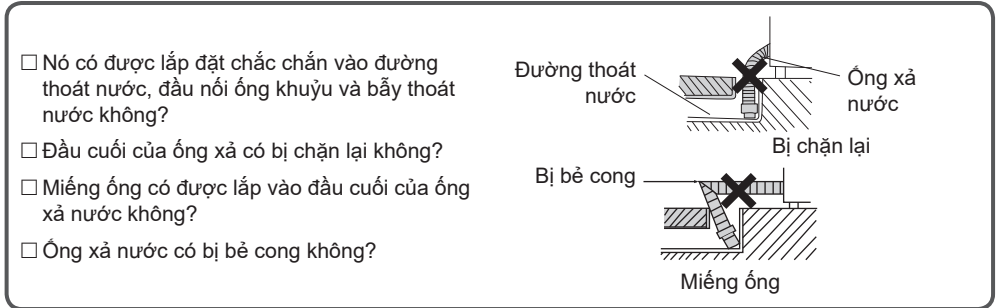 □ Nó có được lắp đặt chắc chắn vào đường
thoát nước, đầu nối ống khuỷu và bẫy thoát
nước không?
□ Đầu cuối của ống xả có bị chặn lại không?
□ Miếng ống có được lắp vào đầu cuối của ống
xả nước không?
□ Ống xả nước có bị bẻ cong không?
Đường thoát
nước
Ống xả
nước
Bị chặn lại
Bị bẻ cong
Miếng ống